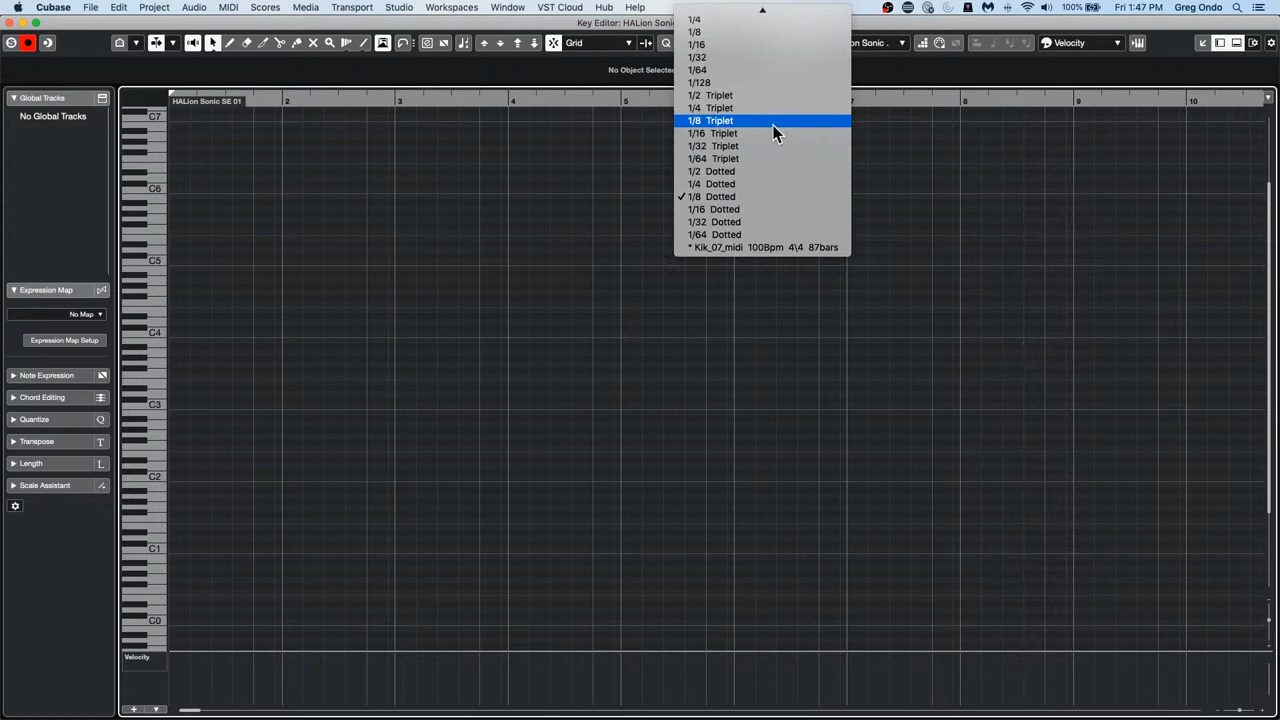 Cubase File Edit Project Audio MIDI Scores Media Transport Studio Workspaces Window VST Cloud Hub Help 100% Fri 1:47 PM Greg Ondo
Key Editor: HALion Sonic
Grid
on Sonic .
Velocity
No Object Selected
1/4
1/8
1/16
1/32
1/64
1/128
1/2 Triplet
1/4 Triplet
1/8 Triplet
1/16 Triplet
1/32 Triplet
1/64 Triplet
1/2 Dotted
1/4 Dotted
✓ 1/8 Dotted
1/16 Dotted
1/32 Dotted
1/64 Dotted
* Kik_07_midi 100Bpm 4\4 87bars
Global Tracks
No Global Tracks
Expression Map
No Map
Expression Map Setup
Note Expression
Chord Editing
Quantize Q
Transpose T
Length L
Scale Assistant
HALion Sonic SE 01 2 3 4 5 7 8 9 10
C7
C6
C5
C4
C3
C2
C1
C0
Velocity